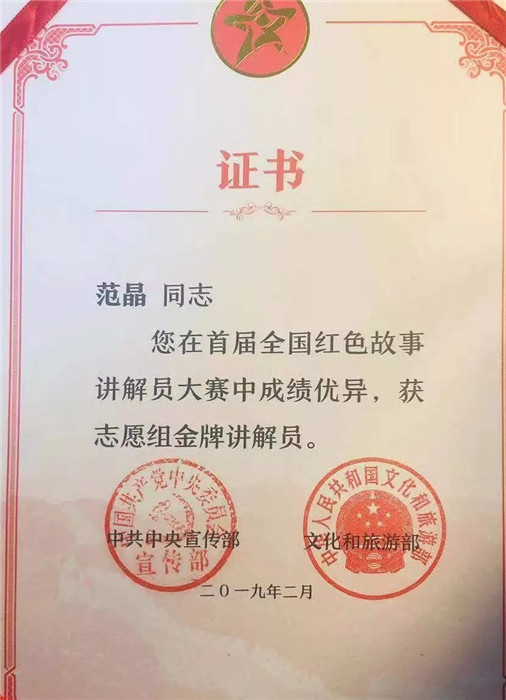 证书
范晶 同志
您在首届全国红色故事
讲解员大赛中成绩优异，获
志愿组金牌讲解员。
中国共产党中央委员会
宣传部
中共中央宣传部
中华人民共和国文化和旅游部
文化和旅游部
二〇一九年二月